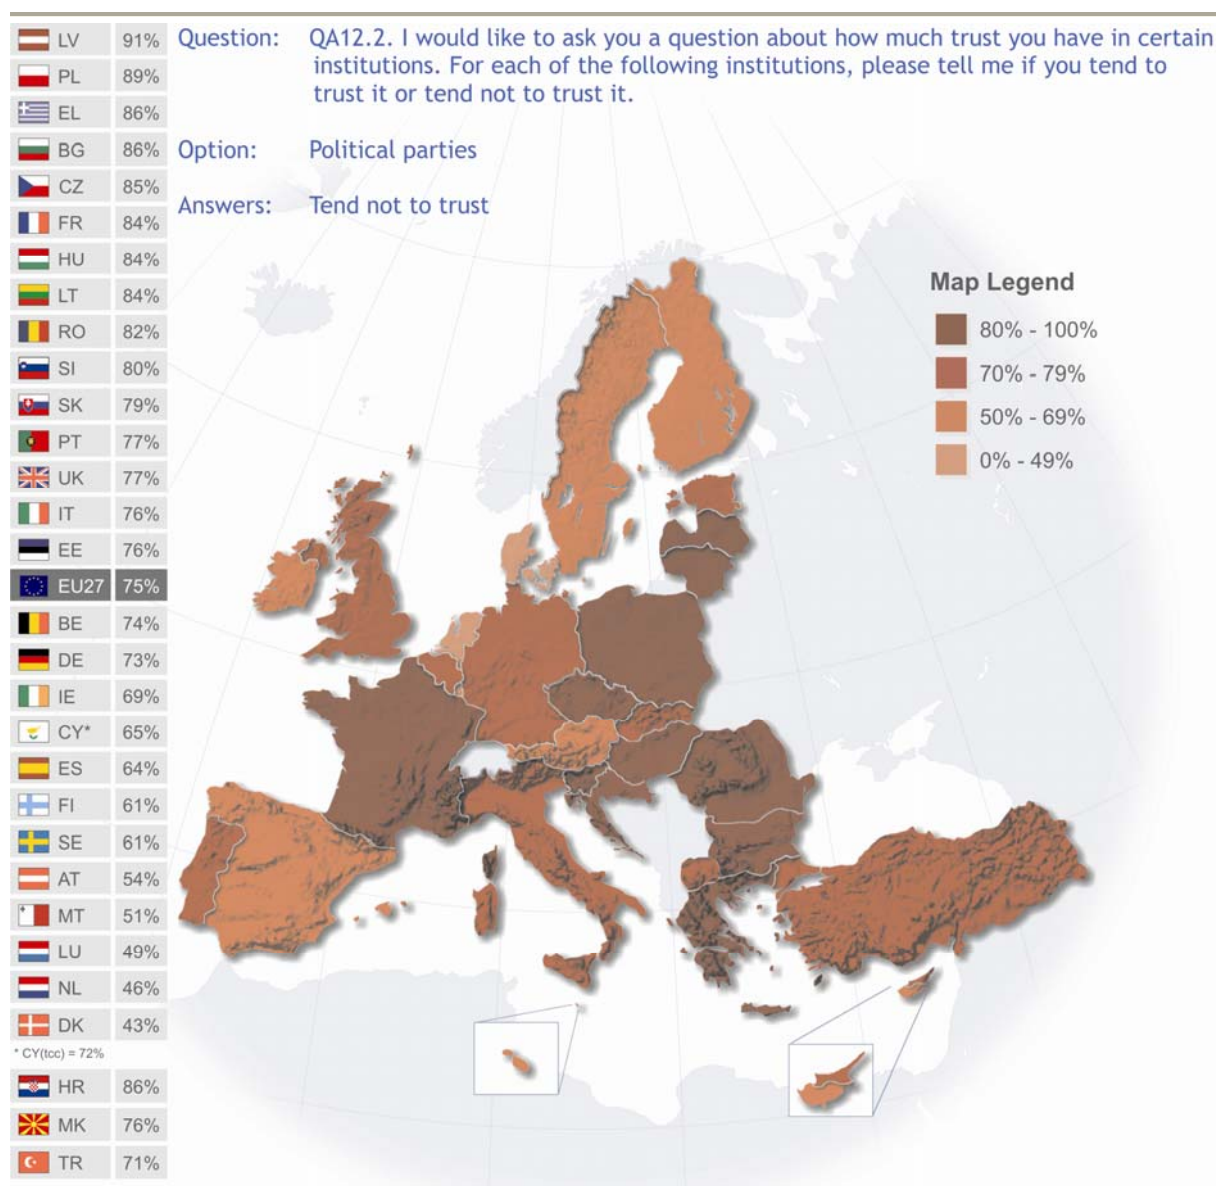 Question: QA12.2. I would like to ask you a question about how much trust you have in certain
institutions. For each of the following institutions, please tell me if you tend to
trust it or tend not to trust it.
Option: Political parties
Answers: Tend not to trust
LV 91%
PL 89%
EL 86%
BG 86%
CZ 85%
FR 84%
HU 84%
LT 84%
RO 82%
SI 80%
SK 79%
PT 77%
UK 77%
IT 76%
EE 76%
EU27 75%
BE 74%
DE 73%
IE 69%
CY* 65%
ES 64%
FI 61%
SE 61%
AT 54%
MT 51%
LU 49%
NL 46%
DK 43%
* CY(tcc) = 72%
HR 86%
MK 76%
TR 71%
Map Legend
80% - 100%
70% - 79%
50% - 69%
0% - 49%